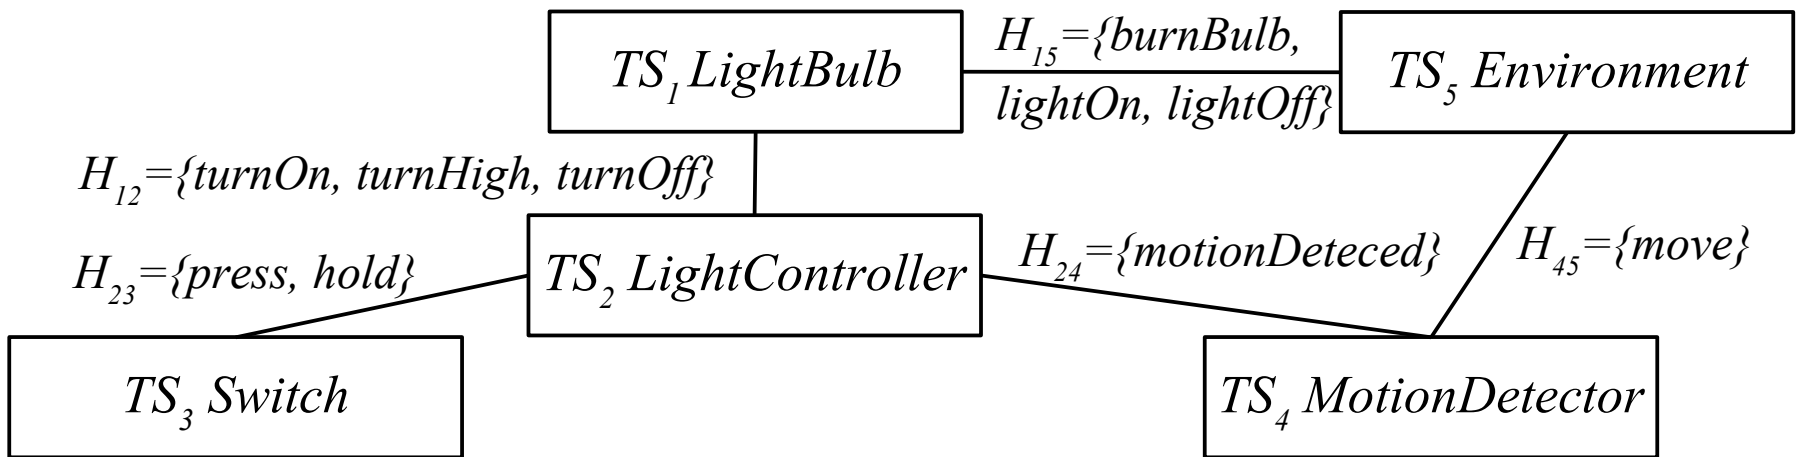 TS₁ LightBulb
H₁₅={burnBulb,
lightOn, lightOff}
TS₅ Environment
H₁₂={turnOn, turnHigh, turnOff}
H₂₃={press, hold}
TS₂ LightController
H₂₄={motionDeteced}
H₄₅={move}
TS₃ Switch
TS₄ MotionDetector